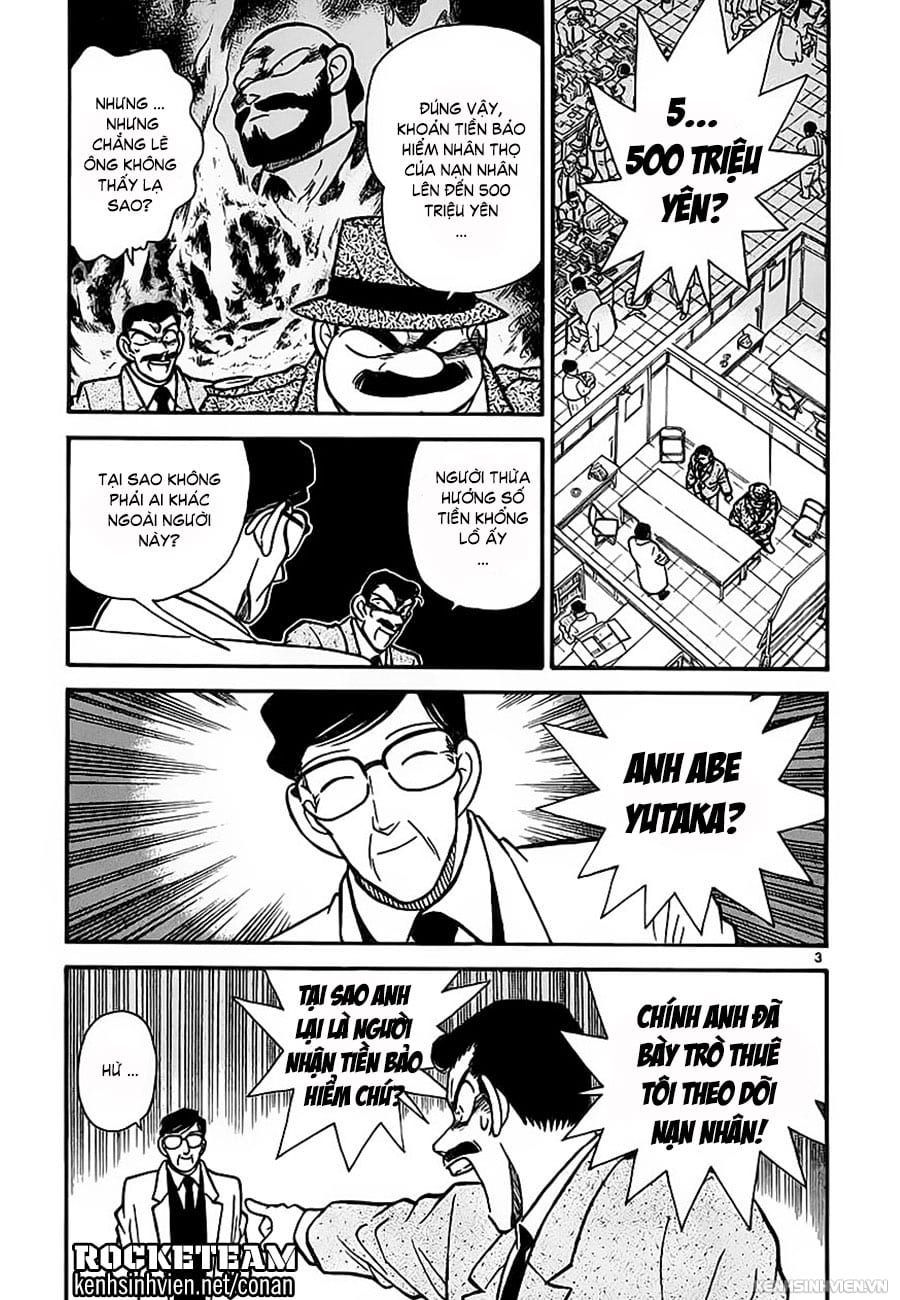 5...
500 TRIỆU
YÊN?
ĐÚNG VẬY,
KHOẢN TIỀN BẢO
HIỂM NHÂN THỌ
CỦA NẠN NHÂN
LÊN ĐẾN 500
TRIỆU YÊN
...
NHƯNG ...
NHƯNG
CHẲNG LẼ
ÔNG KHÔNG
THẤY LẠ
SAO?
NGƯỜI THỪA
HƯỞNG SỐ
TIỀN KHỔNG
LỒ ẤY
...
TẠI SAO KHÔNG
PHẢI AI KHÁC
NGOÀI NGƯỜI
NÀY?
ANH ABE
YUTAKA?
3
CHÍNH ANH ĐÃ
BÀY TRÒ THUÊ
TÔI THEO DÕI
NẠN NHÂN!
TẠI SAO ANH
LẠI LÀ NGƯỜI
NHẬN TIỀN BẢO
HIỂM CHỨ?
HỪ ...
ROCKETEAM
kenhsinhvien.net/conan
KENHSINHVIEN.VN